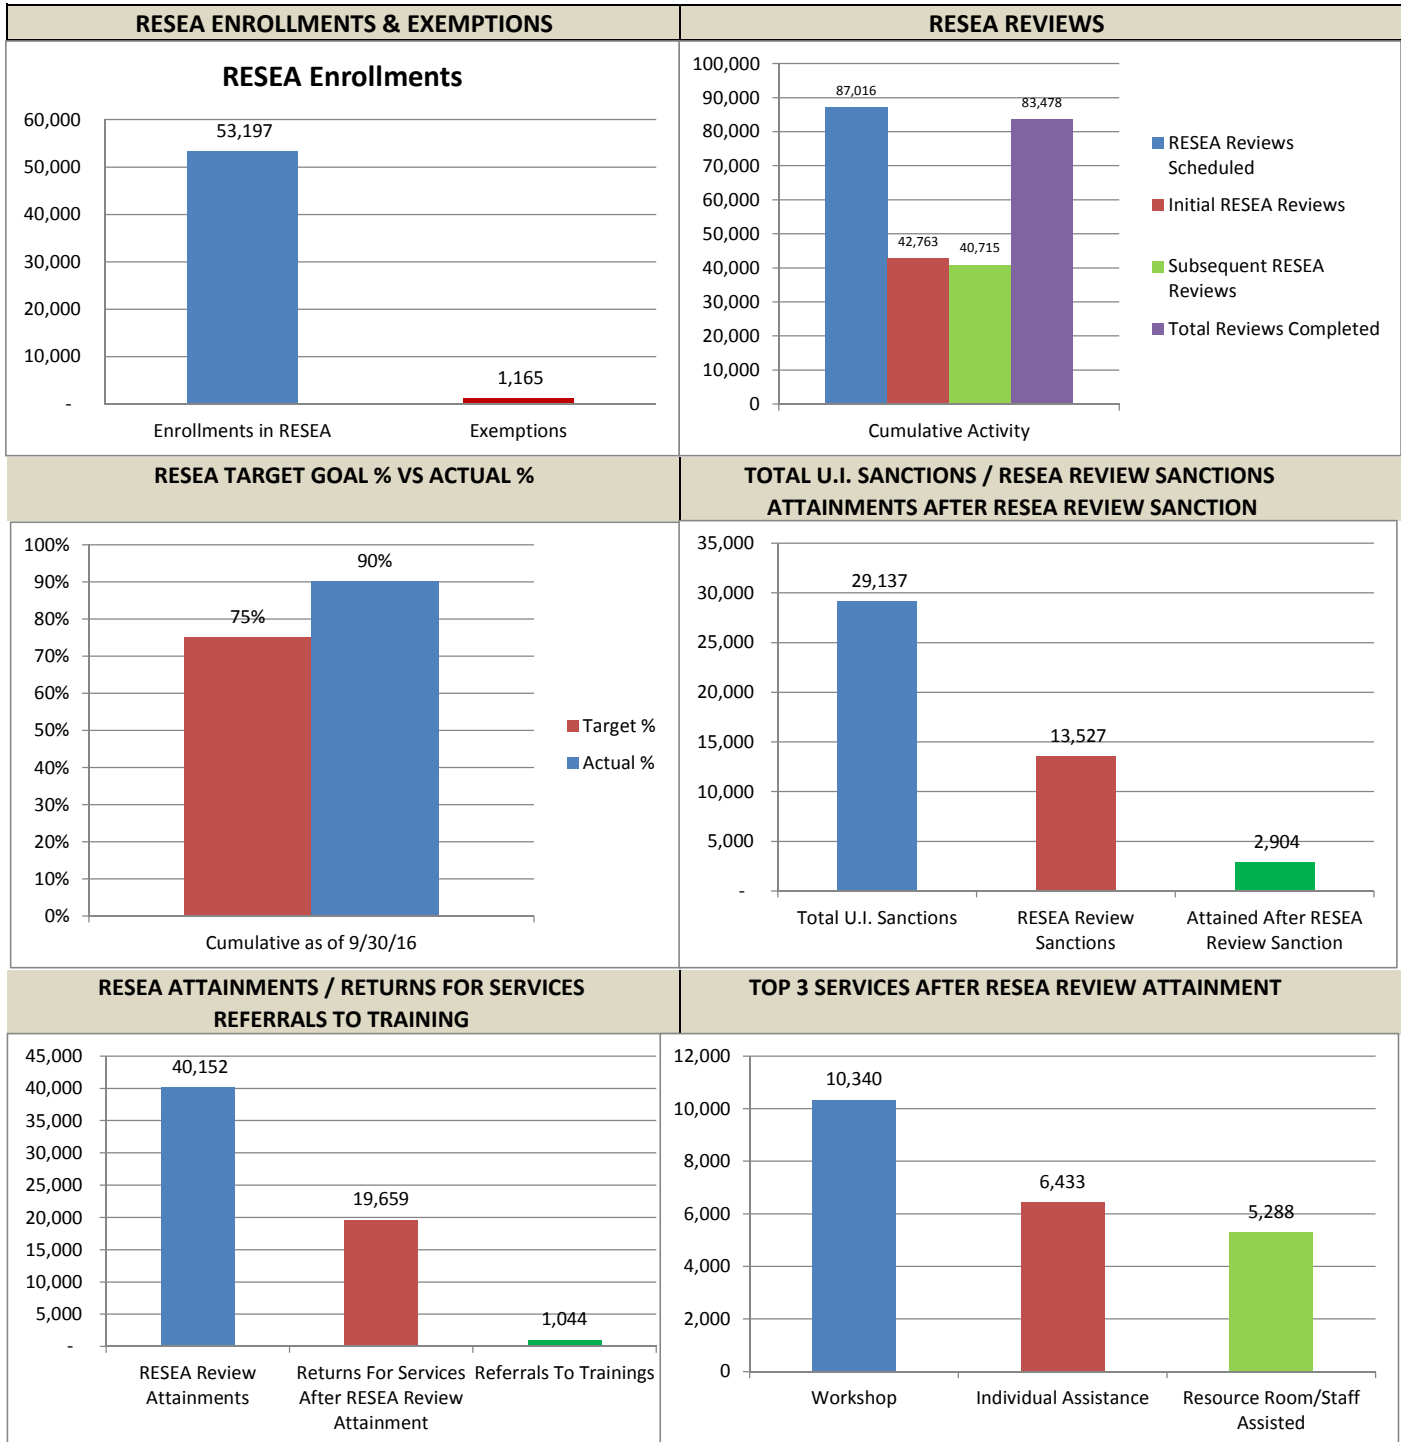 RESEA ENROLLMENTS & EXEMPTIONS
RESEA Enrollments
60,000
50,000
40,000
30,000
20,000
10,000
-
53,197
1,165
Enrollments in RESEA
Exemptions
RESEA REVIEWS
100,000
90,000
80,000
70,000
60,000
50,000
40,000
30,000
20,000
10,000
0
87,016
42,763
40,715
83,478
Cumulative Activity
RESEA Reviews
Scheduled
Initial RESEA Reviews
Subsequent RESEA
Reviews
Total Reviews Completed
RESEA TARGET GOAL % VS ACTUAL %
100%
90%
80%
70%
60%
50%
40%
30%
20%
10%
0%
75%
90%
Cumulative as of 9/30/16
Target %
Actual %
TOTAL U.I. SANCTIONS / RESEA REVIEW SANCTIONS
ATTAINMENTS AFTER RESEA REVIEW SANCTION
35,000
30,000
25,000
20,000
15,000
10,000
5,000
-
29,137
13,527
2,904
Total U.I. Sanctions
RESEA Review
Sanctions
Attained After RESEA
Review Sanction
RESEA ATTAINMENTS / RETURNS FOR SERVICES
REFERRALS TO TRAINING
45,000
40,000
35,000
30,000
25,000
20,000
15,000
10,000
5,000
-
40,152
19,659
1,044
RESEA Review
Attainments
Returns For Services
After RESEA Review
Attainment
Referrals To Trainings
TOP 3 SERVICES AFTER RESEA REVIEW ATTAINMENT
12,000
10,000
8,000
6,000
4,000
2,000
0
10,340
6,433
5,288
Workshop
Individual Assistance
Resource Room/Staff
Assisted